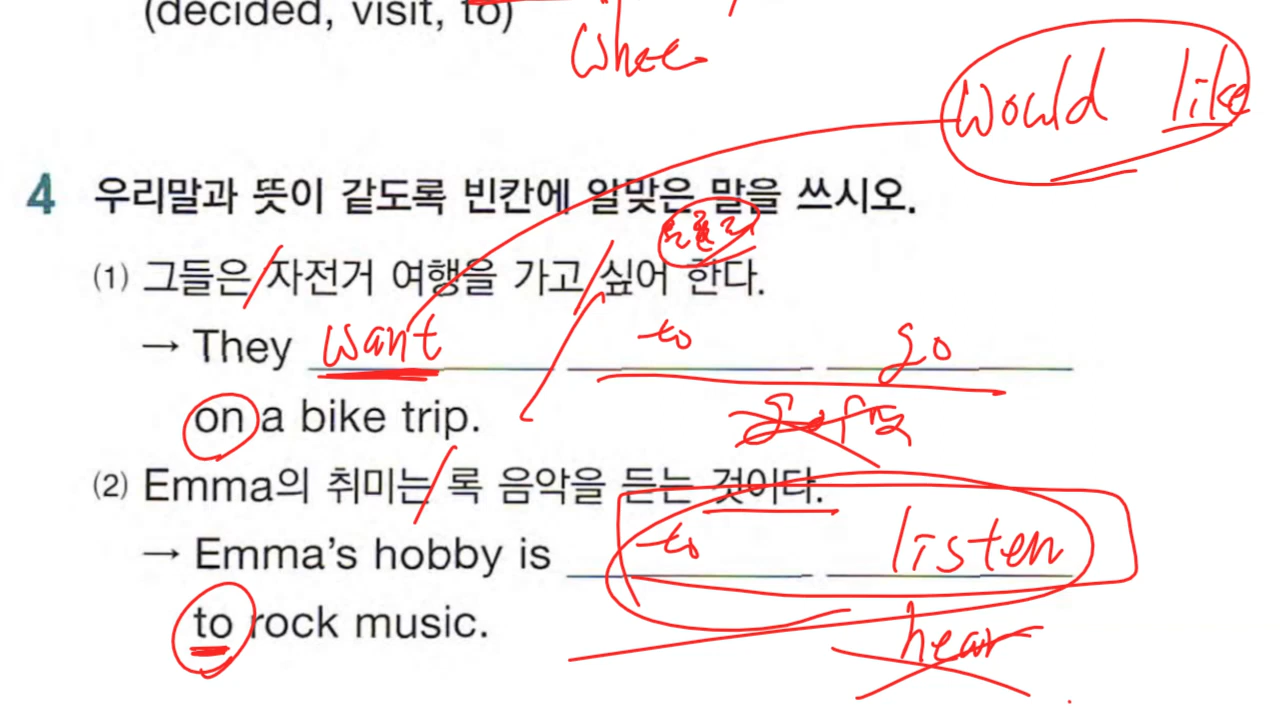 (decided, visit, to)
would like
4 우리말과 뜻이 같도록 빈칸에 알맞은 말을 쓰시오.
(1) 그들은 자전거 여행을 가고 싶어 한다.
→ They want to go
on a bike trip.
(2) Emma의 취미는 록 음악을 듣는 것이다.
→ Emma's hobby is to listen
to rock music.
hear